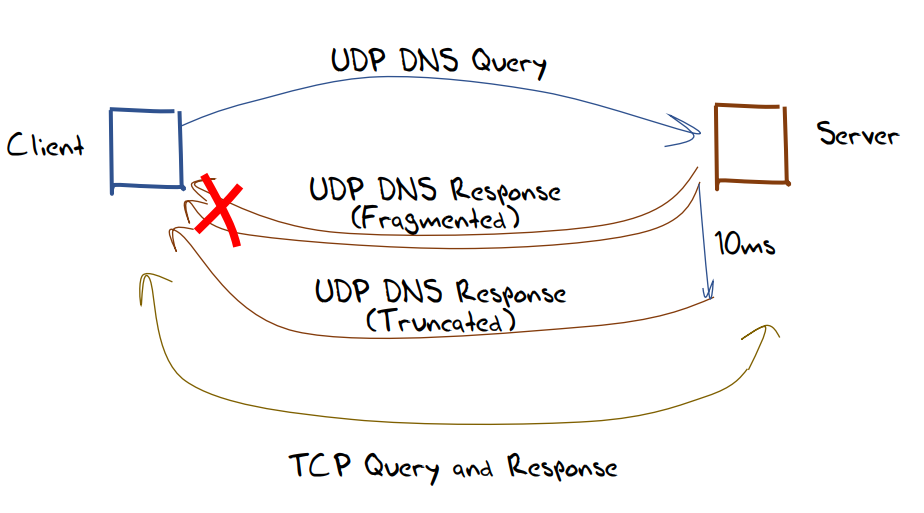 UDP DNS Query
Client
Server
UDP DNS Response
(Fragmented)
10ms
UDP DNS Response
(Truncated)
TCP Query and Response